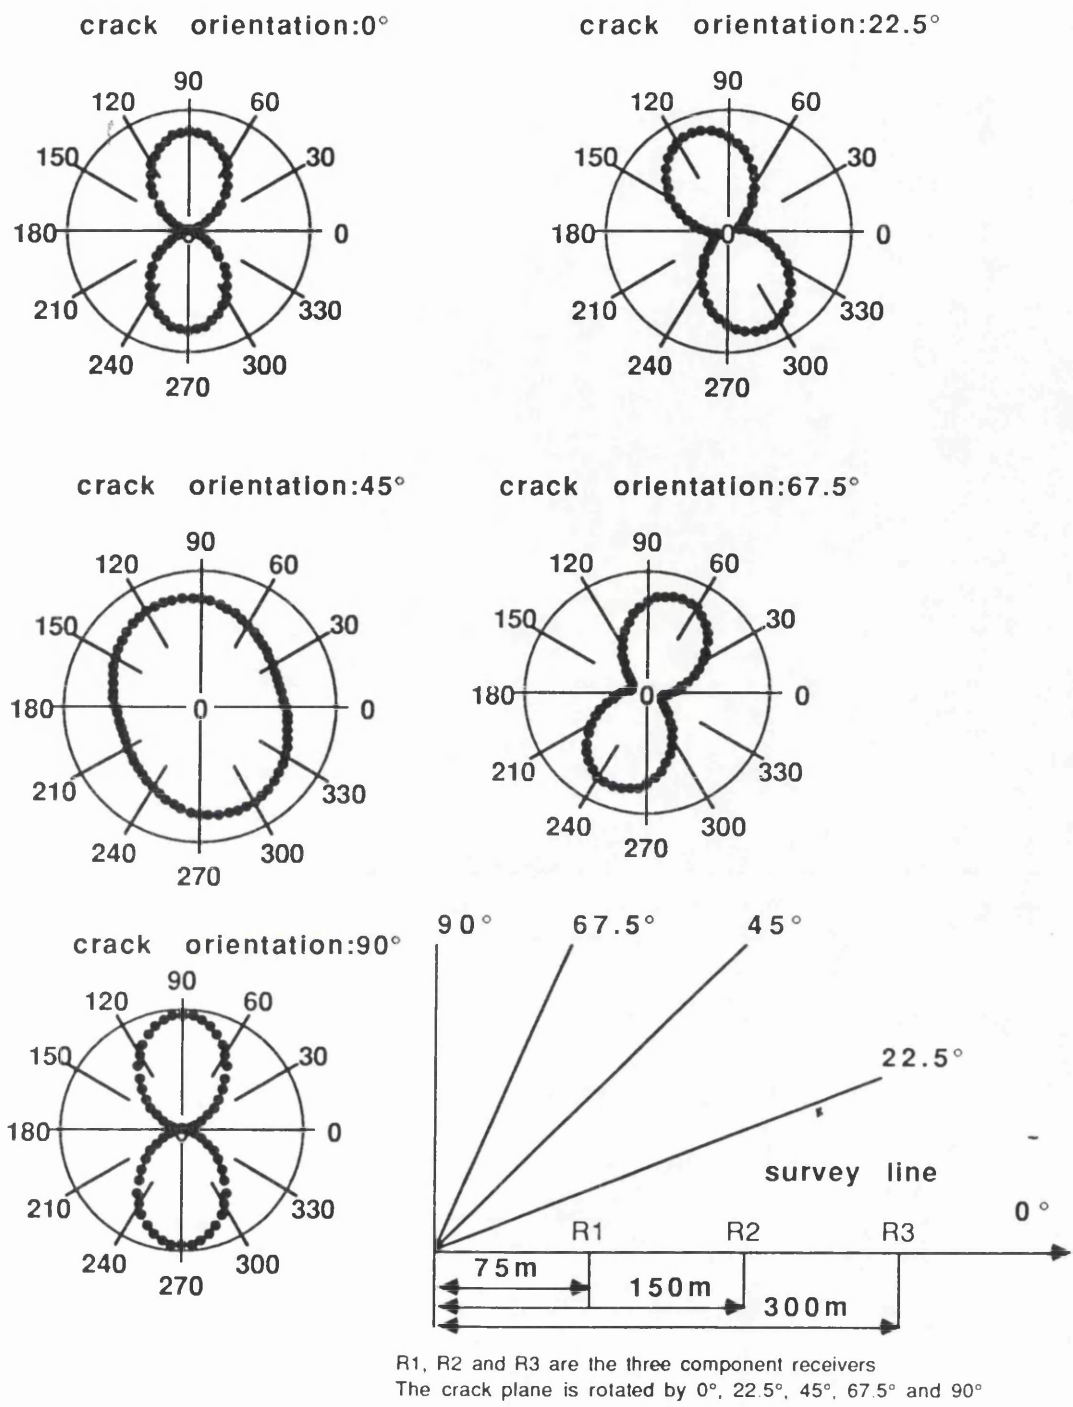 crack orientation:0° crack orientation:22.5°
90 90
120 60 120 60
150 30 150 30
180 0 0 180 0 0
210 330 210 330
240 300 240 300
270 270
crack orientation:45° crack orientation:67.5°
90 90
120 60 120 60
150 30 150 30
180 0 0 180 0 0
210 330 210 330
240 300 240 300
270 270
crack orientation:90°
90
120 60
150 30
180 0 0
210 330
240 300
270
90° 67.5° 45°
22.5°
survey line
0°
R1 R2 R3
75m
150m
300m
R1, R2 and R3 are the three component receivers
The crack plane is rotated by 0°, 22.5°, 45°, 67.5° and 90°